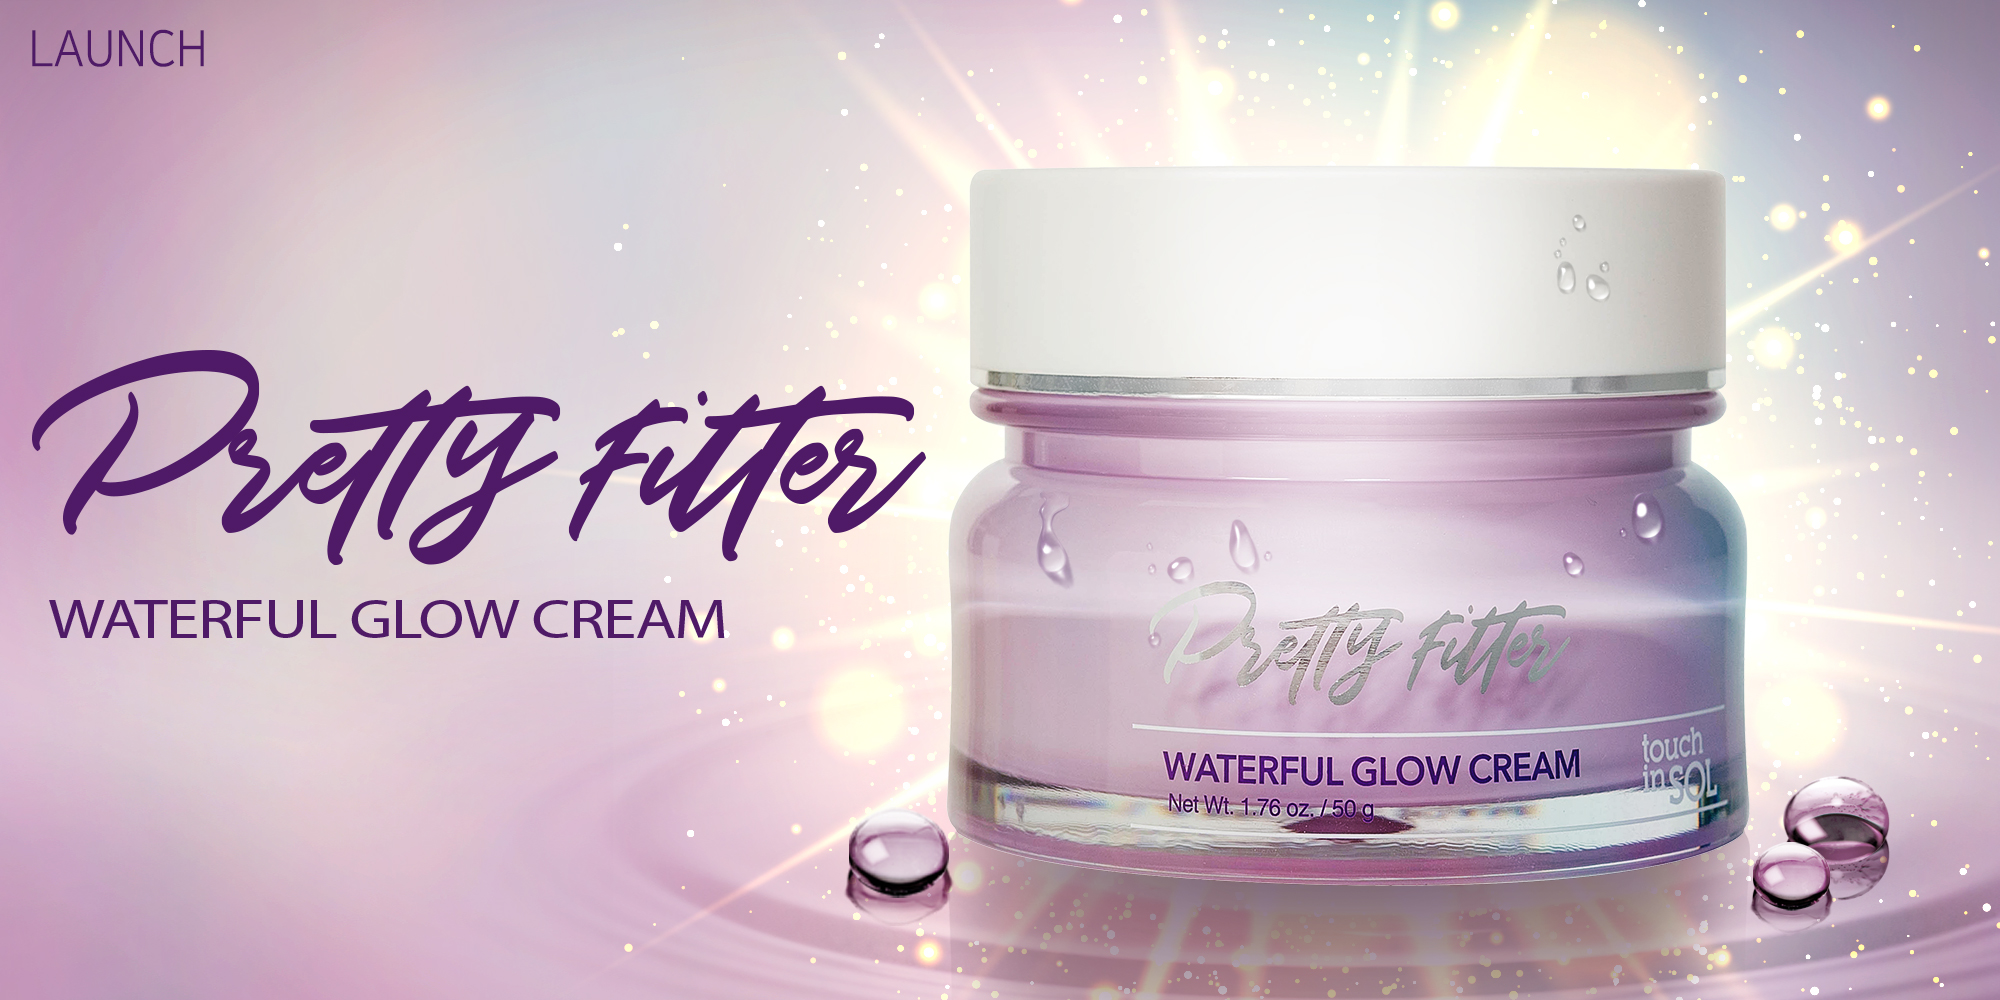 LAUNCH
Pretty Filter
WATERFUL GLOW CREAM
Pretty Filter
WATERFUL GLOW CREAM
Net Wt. 1.76 oz. / 50 g
touch
in SOL